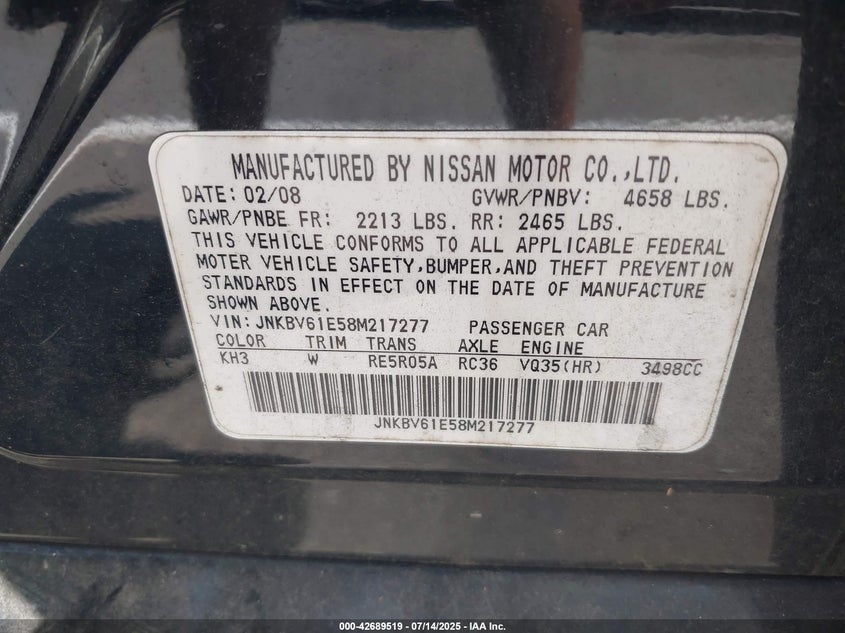 MANUFACTURED BY NISSAN MOTOR CO.,LTD.
DATE: 02/08 GVWR/PNBV: 4658 LBS.
GAWR/PNBE FR: 2213 LBS. RR: 2465 LBS.
THIS VEHICLE CONFORMS TO ALL APPLICABLE FEDERAL
MOTER VEHICLE SAFETY,BUMPER,AND THEFT PREVENTION
STANDARDS IN EFFECT ON THE DATE OF MANUFACTURE
SHOWN ABOVE.
VIN:JNKBV61E58M217277 PASSENGER CAR
COLOR TRIM TRANS AXLE ENGINE
KH3 W RE5R05A RC36 VQ35(HR) 3498CC
JNKBV61E58M217277
000-42689519 - 07/14/2025 - IAA Inc.